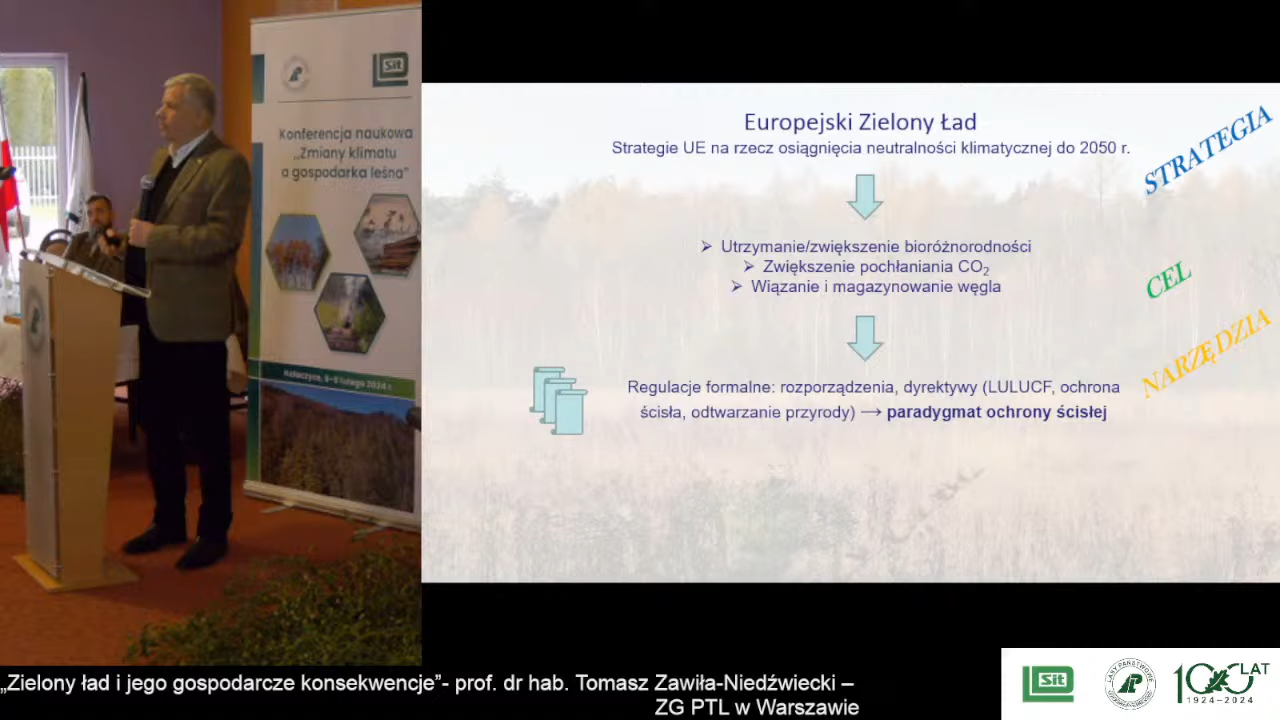 Sit
Konferencja naukowa
„Zmiany klimatu
a gospodarka leśna"
Europejski Zielony Ład
Strategie UE na rzecz osiągnięcia neutralności klimatycznej do 2050 r.
STRATEGIA
➢ Utrzymanie/zwiększenie bioróżnorodności
➢ Zwiększenie pochłaniania CO₂
➢ Wiązanie i magazynowanie węgla
CEL
NARZĘDZIA
Regulacje formalne: rozporządzenia, dyrektywy (LULUCF, ochrona
ścisła, odtwarzanie przyrody) → paradygmat ochrony ścisłej
„Zielony ład i jego gospodarcze konsekwencje”- prof. dr hab. Tomasz Zawiła-Niedźwiecki –
ZG PTL w Warszawie
Sit
100 LAT
1924-2024